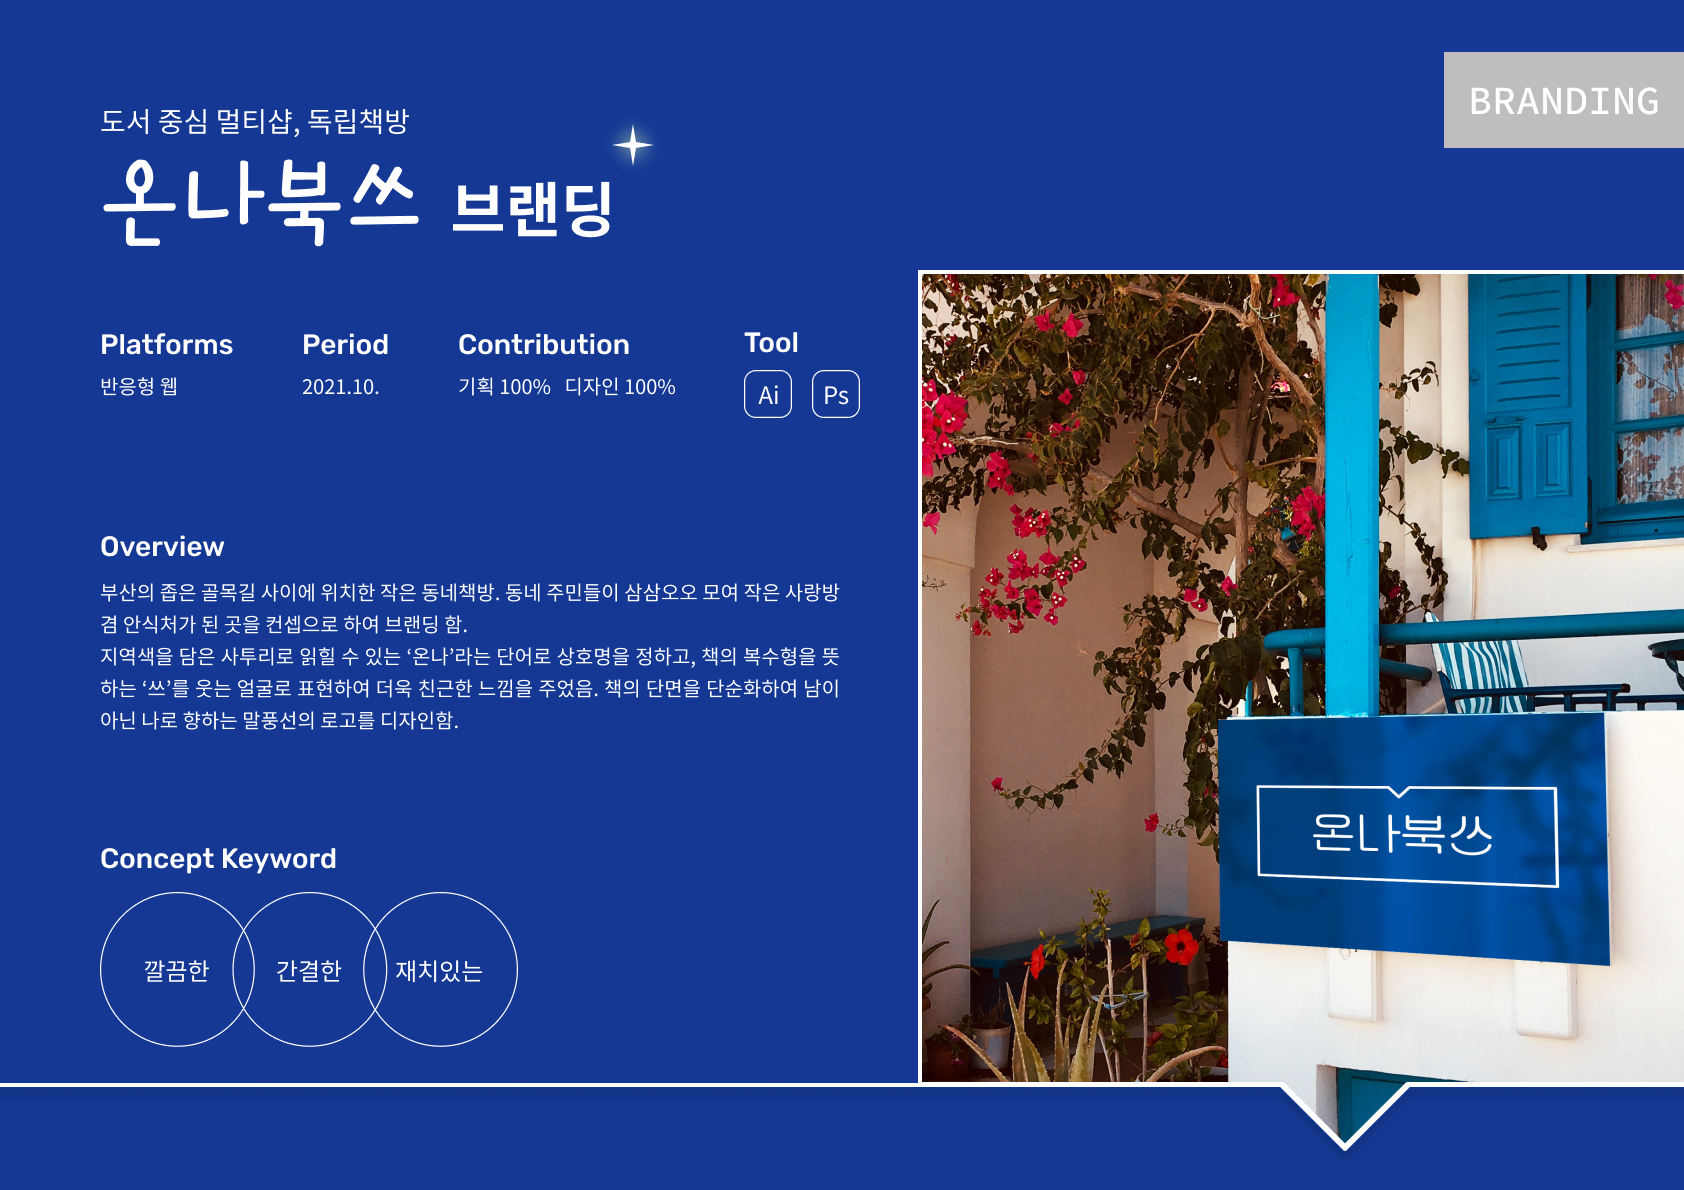 BRANDING
도서 중심 멀티샵, 독립책방
온나북쓰 브랜딩
Platforms
반응형 웹
Period
2021.10.
Contribution
기획 100% 디자인 100%
Tool
Ai Ps
Overview
부산의 좁은 골목길 사이에 위치한 작은 동네책방. 동네 주민들이 삼삼오오 모여 작은 사랑방
겸 안식처가 된 곳을 컨셉으로 하여 브랜딩 함.
지역색을 담은 사투리로 읽힐 수 있는 ‘온나’라는 단어로 상호명을 정하고, 책의 복수형을 뜻
하는 ‘쓰’를 웃는 얼굴로 표현하여 더욱 친근한 느낌을 주었음. 책의 단면을 단순화하여 남이
아닌 나로 향하는 말풍선의 로고를 디자인함.
Concept Keyword
깔끔한 간결한 재치있는
온나북쓰